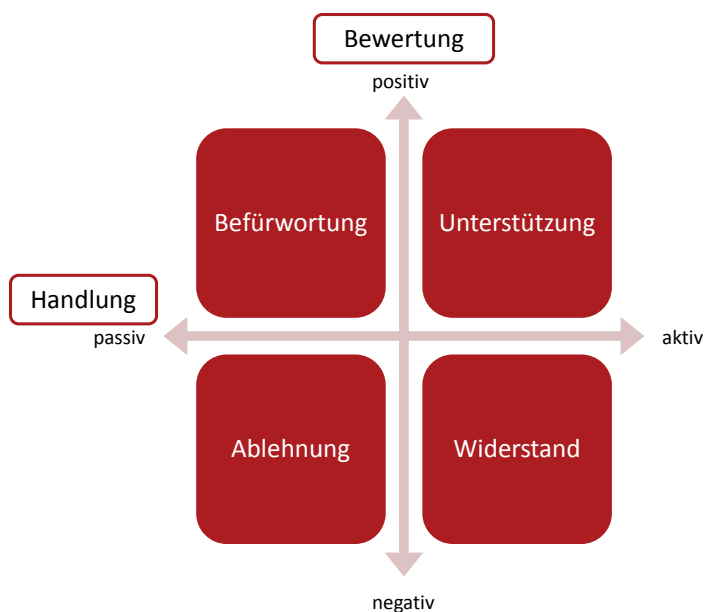 Bewertung
positiv
Befürwortung
Unterstützung
Handlung
passiv
aktiv
Ablehnung
Widerstand
negativ